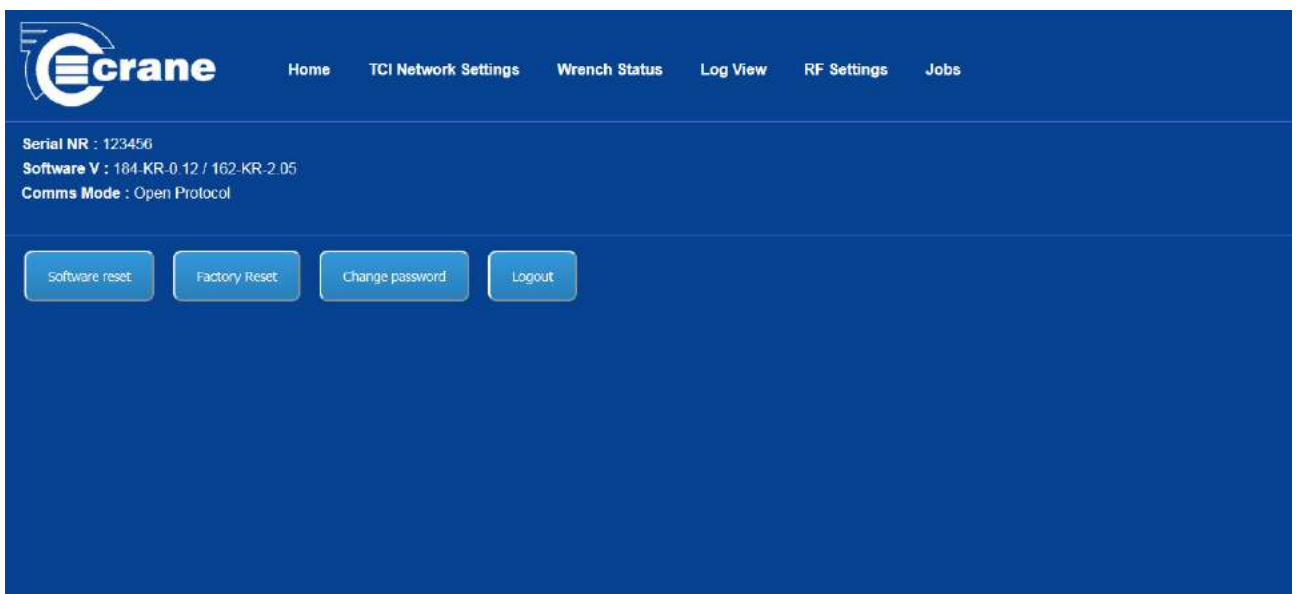 crane
Home TCI Network Settings Wrench Status Log View RF Settings Jobs
Serial NR : 123456
Software V : 184-KR-0.12 / 162-KR-2.05
Comms Mode : Open Protocol
Software reset Factory Reset Change password Logout